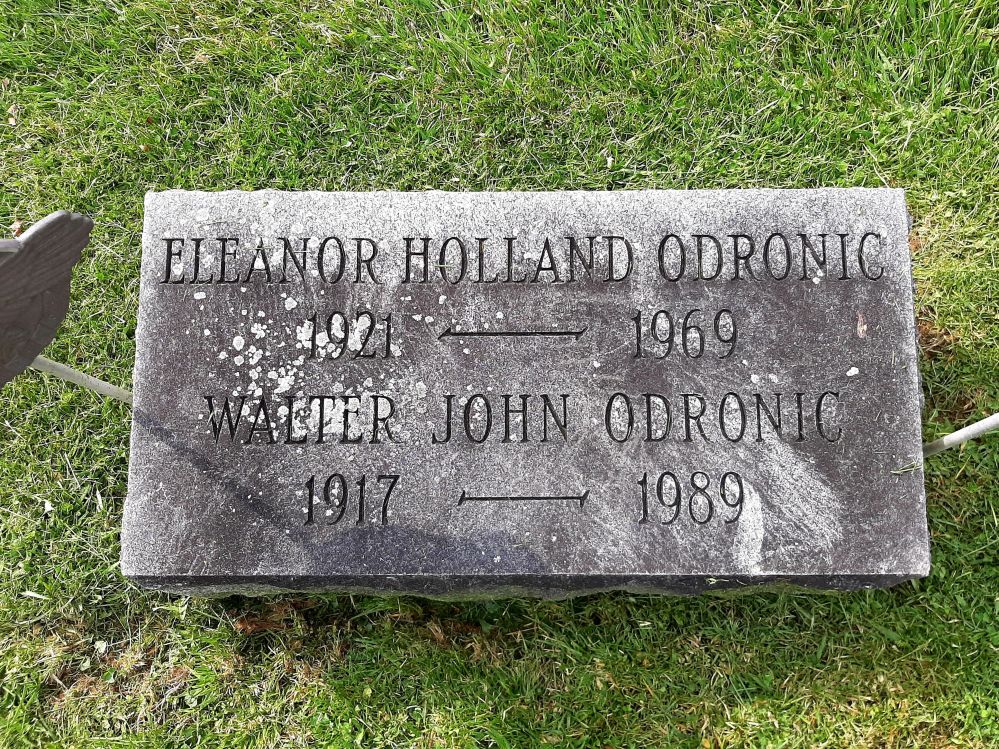 ELEANOR HOLLAND ODRONIC
1921 — 1969
WALTER JOHN ODRONIC
1917 — 1989